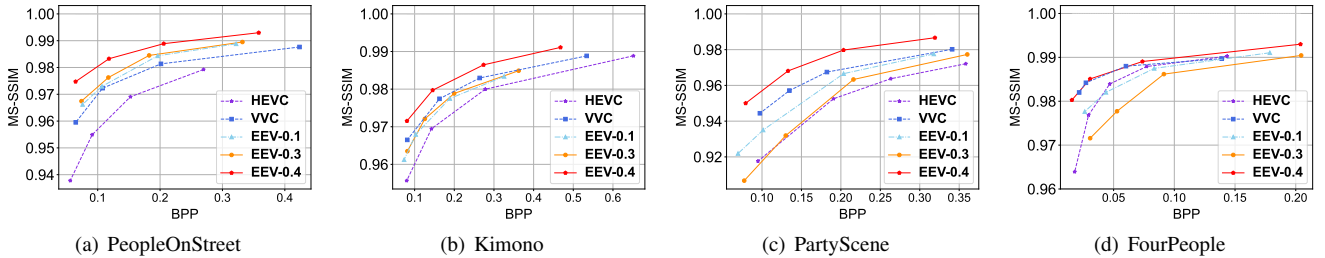 1.00
0.99
0.98
0.97
0.96
0.95
0.94
MS-SSIM
0.1 0.2 0.3 0.4
BPP
HEVC
VVC
EEV-0.1
EEV-0.3
EEV-0.4
(a) PeopleOnStreet
1.00
0.99
0.98
0.97
0.96
MS-SSIM
0.1 0.2 0.3 0.4 0.5 0.6
BPP
HEVC
VVC
EEV-0.1
EEV-0.3
EEV-0.4
(b) Kimono
1.00
0.98
0.96
0.94
0.92
MS-SSIM
0.10 0.15 0.20 0.25 0.30 0.35
BPP
HEVC
VVC
EEV-0.1
EEV-0.3
EEV-0.4
(c) PartyScene
1.00
0.99
0.98
0.97
0.96
MS-SSIM
0.05 0.10 0.15 0.20
BPP
HEVC
VVC
EEV-0.1
EEV-0.3
EEV-0.4
(d) FourPeople